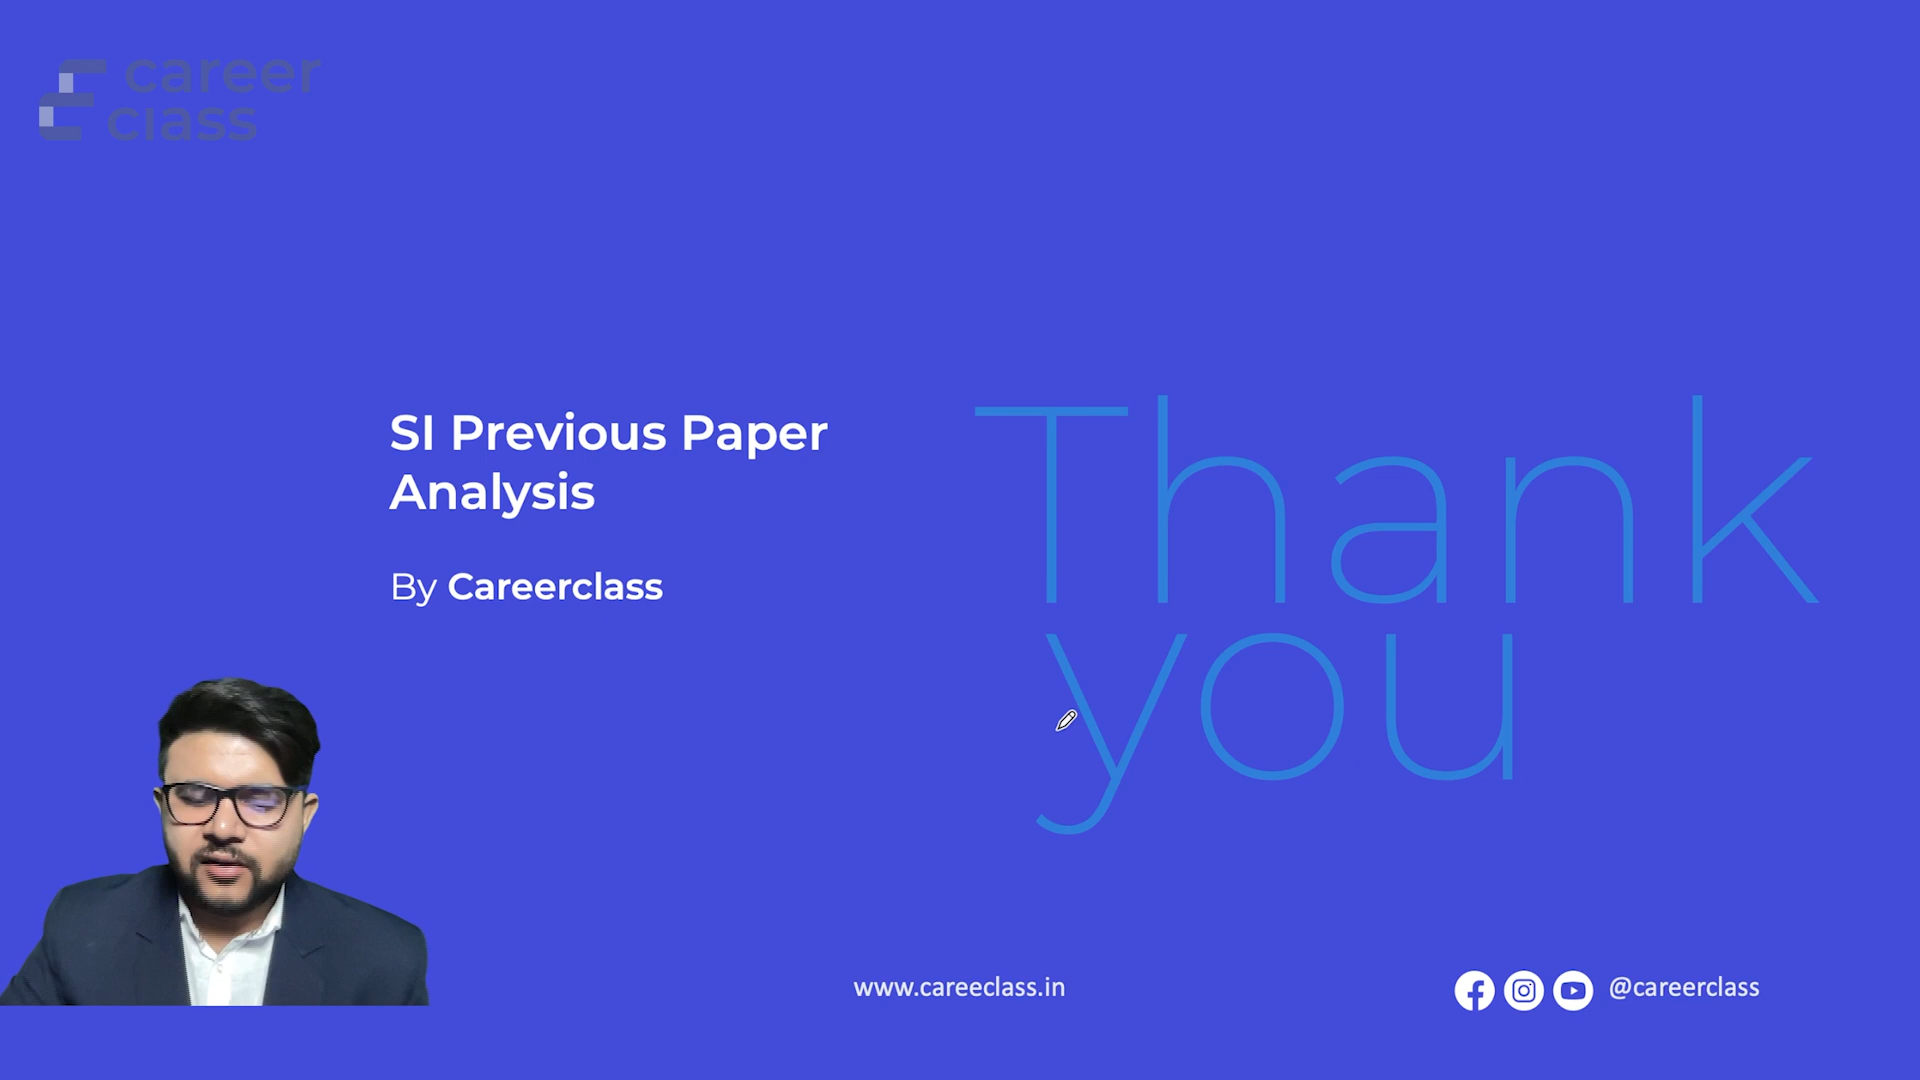 career
class
SI Previous Paper
Analysis
By Careerclass
Thank
you
www.careeclass.in
@careerclass